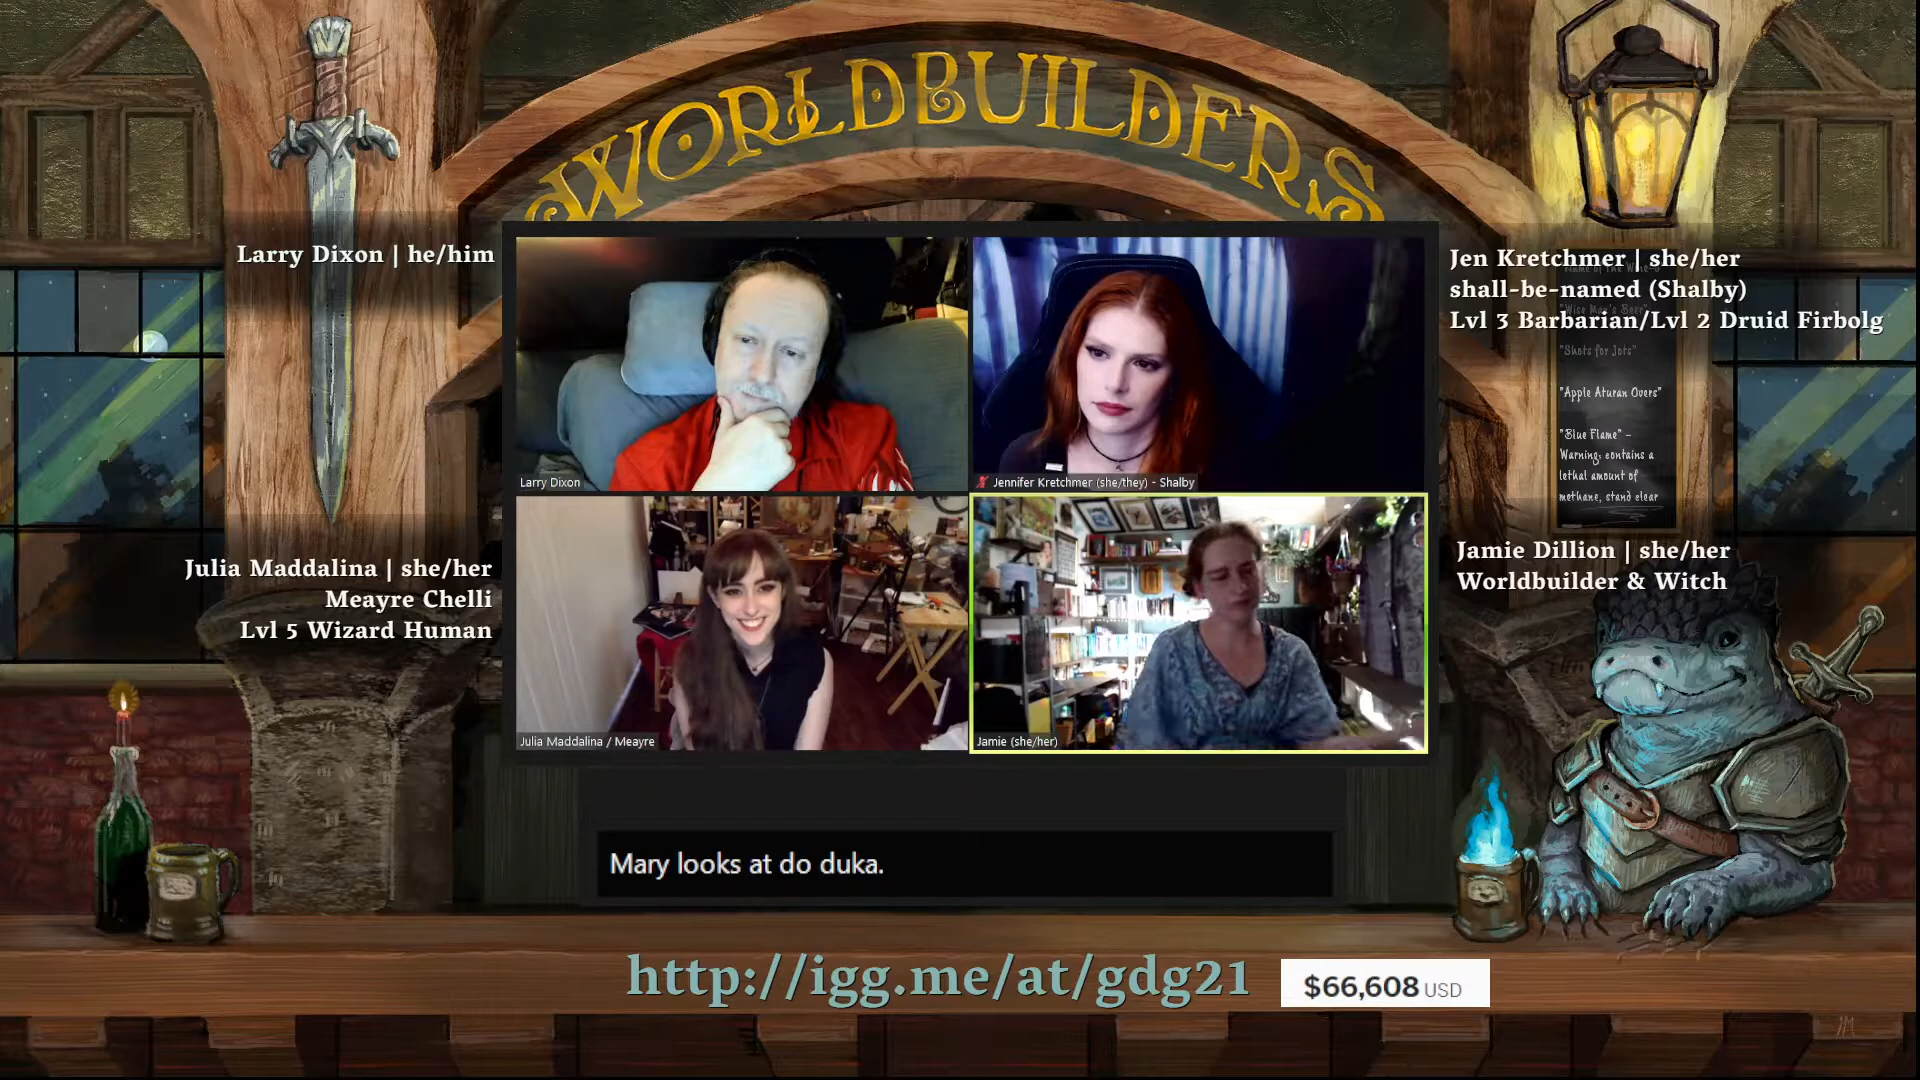 WORLDBUILDERS
Larry Dixon | he/him
Jen Kretchmer | she/her
shall-be-named (Shalby)
Lvl 3 Barbarian/Lvl 2 Druid Firbolg
"Shots for Jots"
"Apple Aturan Overs"
"Blue Flame" -
Warning: contains a
lethal amount of
methane, stand clear
Larry Dixon
Jennifer Kretchmer (she/they) - Shalby
Julia Maddalina | she/her
Meayre Chelli
Lvl 5 Wizard Human
Jamie Dillion | she/her
Worldbuilder & Witch
Julia Maddalina / Meayre
Jamie (she/her)
Mary looks at do duka.
http://igg.me/at/gdg21
$66,608 USD